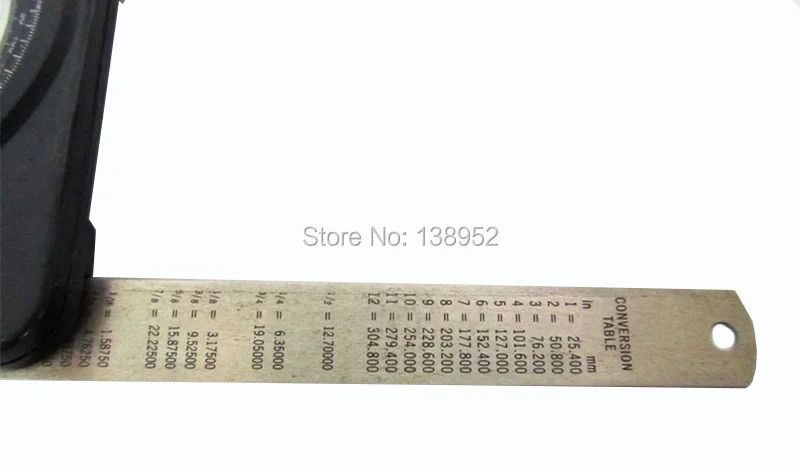 Store No: 138952
CONVERSION
TABLE
in mm
1 = 25.400
2 = 50.800
3 = 76.200
4 = 101.600
5 = 127.000
6 = 152.400
7 = 177.800
8 = 203.200
9 = 228.600
10 = 254.000
11 = 279.400
12 = 304.800
1/2 = 12.70000
1/4 = 6.35000
3/4 = 19.05000
1/8 = 3.17500
3/8 = 9.52500
5/8 = 15.87500
7/8 = 22.22500
= 1.58750
4.76250